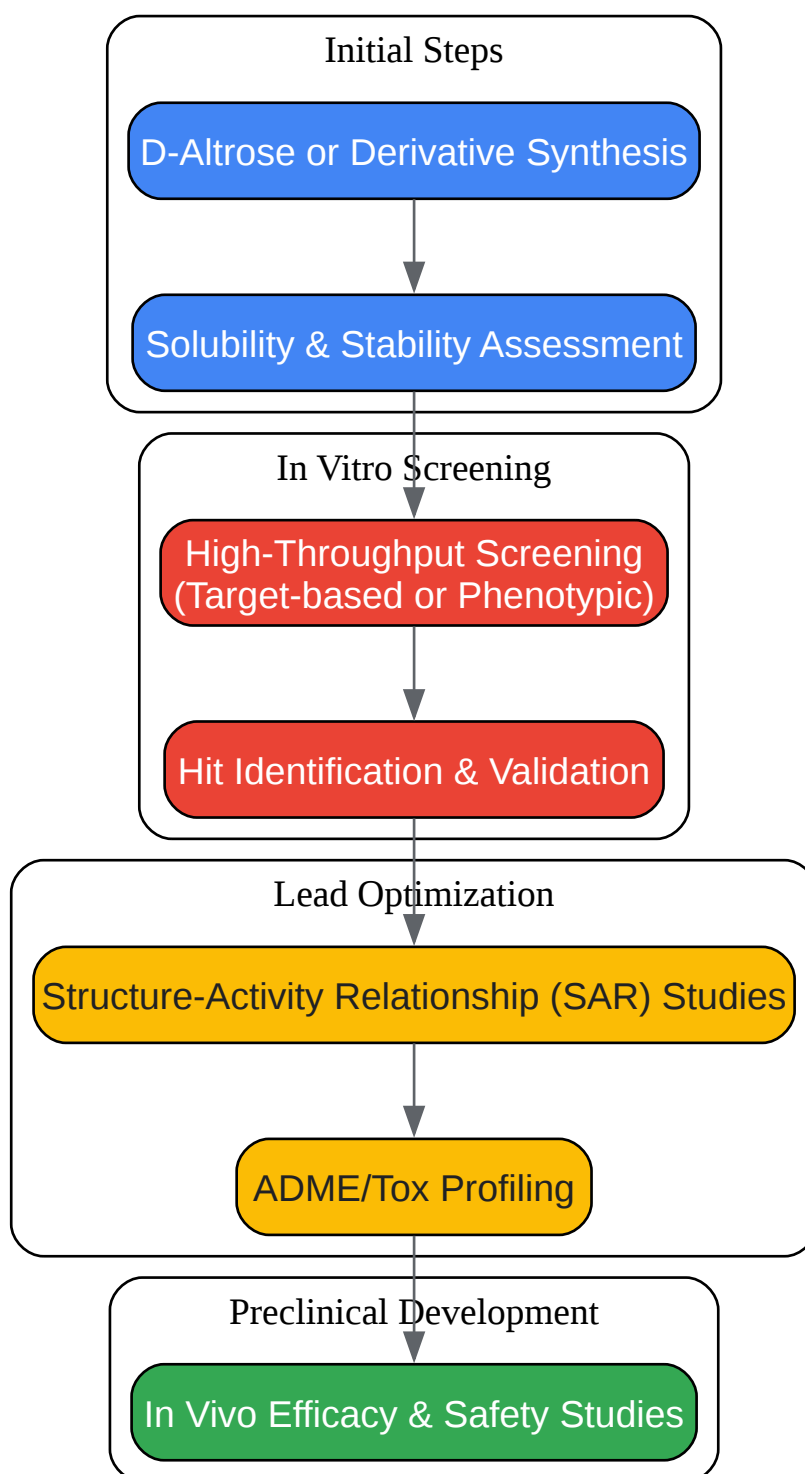 Initial Steps
D-Altrose or Derivative Synthesis
Solubility & Stability Assessment
In Vitro Screening
High-Throughput Screening
(Target-based or Phenotypic)
Hit Identification & Validation
Lead Optimization
Structure-Activity Relationship (SAR) Studies
ADME/Tox Profiling
Preclinical Development
In Vivo Efficacy & Safety Studies